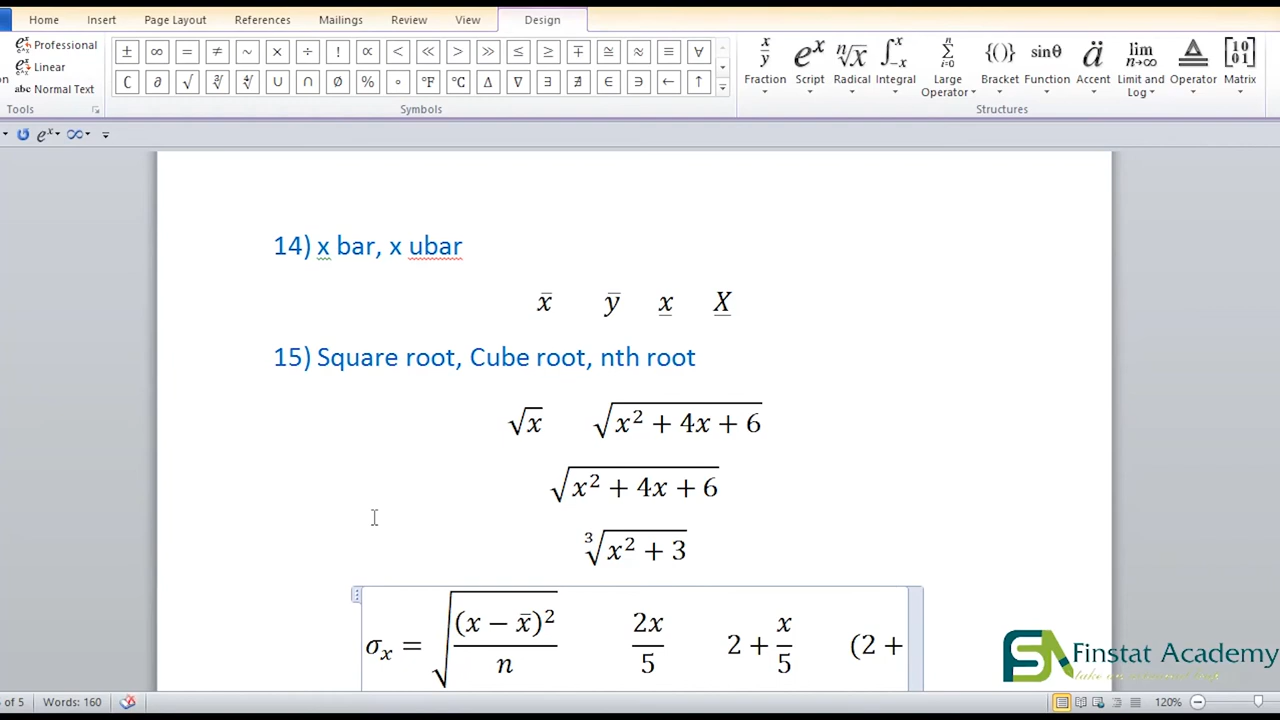 Home Insert Page Layout References Mailings Review View Design
Professional
Linear
abc Normal Text
Tools
± ∞ = ≠ ~ × ÷ ! ∝ < ≪ > ≫ ≤ ≥ ∓ ≅ ≈ ≡ ∀
∁ ∂ √ ∛ ∜ ∪ ∩ ∅ % ° °F °C ∆ ∇ ∃ ∄ ∈ ∋ ← ↑
Symbols
Fraction Script Radical Integral Large Operator Bracket Function Accent Limit and Log Operator Matrix
Structures
14) x bar, x ubar
x̄ ȳ x̲ X̲
15) Square root, Cube root, nth root
√x √(x² + 4x + 6)
√(x² + 4x + 6)
∛(x² + 3)
σₓ = √((x − x̄)²/n) 2x/5 2 + x/5 (2 +
Finstat Academy
of 5 Words: 160 120%